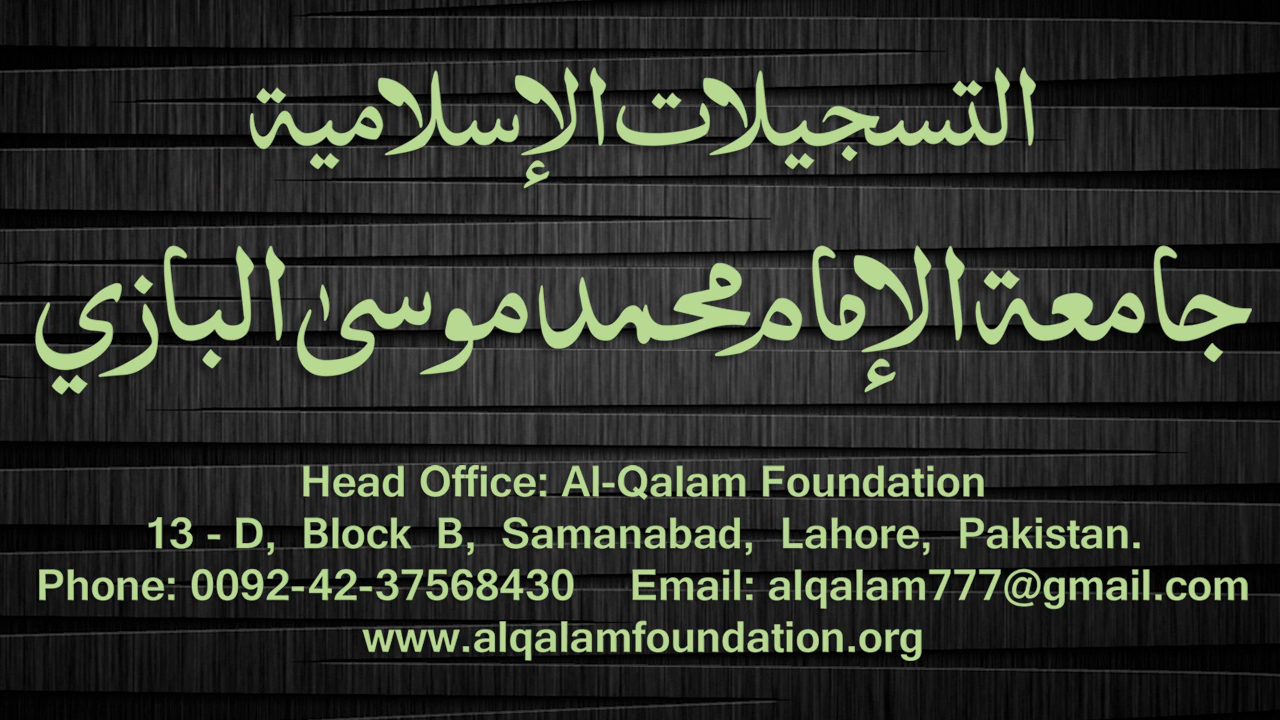 التسجيلات الإسلامية
جامعة الإمام محمد موسىٰ البازي
Head Office: Al-Qalam Foundation
13 - D, Block B, Samanabad, Lahore, Pakistan.
Phone: 0092-42-37568430 Email: alqalam777@gmail.com
www.alqalamfoundation.org